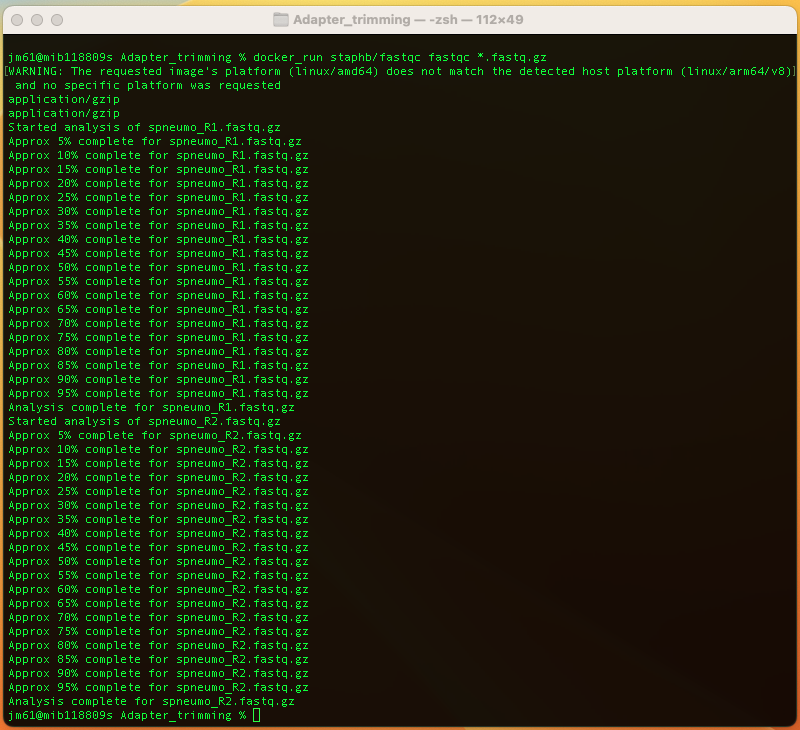 Adapter_trimming — -zsh — 112×49
jm61@mib118809s Adapter_trimming % docker_run staphb/fastqc fastqc *.fastq.gz
[WARNING: The requested image's platform (linux/amd64) does not match the detected host platform (linux/arm64/v8)]
and no specific platform was requested
application/gzip
application/gzip
Started analysis of spneumo_R1.fastq.gz
Approx 5% complete for spneumo_R1.fastq.gz
Approx 10% complete for spneumo_R1.fastq.gz
Approx 15% complete for spneumo_R1.fastq.gz
Approx 20% complete for spneumo_R1.fastq.gz
Approx 25% complete for spneumo_R1.fastq.gz
Approx 30% complete for spneumo_R1.fastq.gz
Approx 35% complete for spneumo_R1.fastq.gz
Approx 40% complete for spneumo_R1.fastq.gz
Approx 45% complete for spneumo_R1.fastq.gz
Approx 50% complete for spneumo_R1.fastq.gz
Approx 55% complete for spneumo_R1.fastq.gz
Approx 60% complete for spneumo_R1.fastq.gz
Approx 65% complete for spneumo_R1.fastq.gz
Approx 70% complete for spneumo_R1.fastq.gz
Approx 75% complete for spneumo_R1.fastq.gz
Approx 80% complete for spneumo_R1.fastq.gz
Approx 85% complete for spneumo_R1.fastq.gz
Approx 90% complete for spneumo_R1.fastq.gz
Approx 95% complete for spneumo_R1.fastq.gz
Analysis complete for spneumo_R1.fastq.gz
Started analysis of spneumo_R2.fastq.gz
Approx 5% complete for spneumo_R2.fastq.gz
Approx 10% complete for spneumo_R2.fastq.gz
Approx 15% complete for spneumo_R2.fastq.gz
Approx 20% complete for spneumo_R2.fastq.gz
Approx 25% complete for spneumo_R2.fastq.gz
Approx 30% complete for spneumo_R2.fastq.gz
Approx 35% complete for spneumo_R2.fastq.gz
Approx 40% complete for spneumo_R2.fastq.gz
Approx 45% complete for spneumo_R2.fastq.gz
Approx 50% complete for spneumo_R2.fastq.gz
Approx 55% complete for spneumo_R2.fastq.gz
Approx 60% complete for spneumo_R2.fastq.gz
Approx 65% complete for spneumo_R2.fastq.gz
Approx 70% complete for spneumo_R2.fastq.gz
Approx 75% complete for spneumo_R2.fastq.gz
Approx 80% complete for spneumo_R2.fastq.gz
Approx 85% complete for spneumo_R2.fastq.gz
Approx 90% complete for spneumo_R2.fastq.gz
Approx 95% complete for spneumo_R2.fastq.gz
Analysis complete for spneumo_R2.fastq.gz
jm61@mib118809s Adapter_trimming %